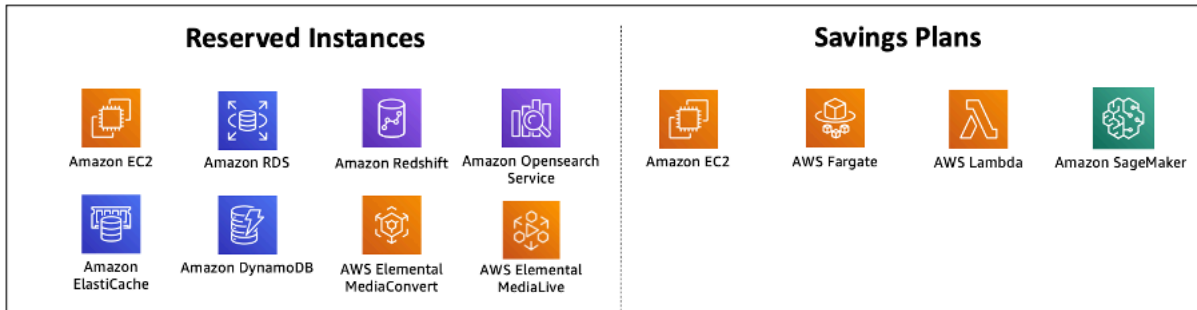 Reserved Instances
Savings Plans
Amazon EC2
Amazon RDS
Amazon Redshift
Amazon Opensearch
Service
Amazon EC2
AWS Fargate
AWS Lambda
Amazon SageMaker
Amazon
ElastiCache
Amazon DynamoDB
AWS Elemental
MediaConvert
AWS Elemental
MediaLive